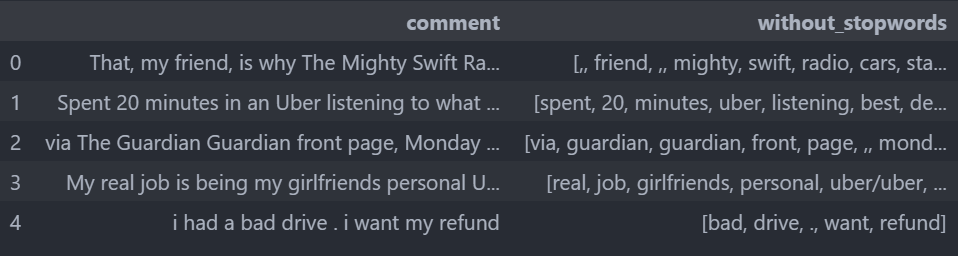 comment without_stopwords
0 That, my friend, is why The Mighty Swift Ra... [,, friend, ,, mighty, swift, radio, cars, sta...
1 Spent 20 minutes in an Uber listening to what ... [spent, 20, minutes, uber, listening, best, de...
2 via The Guardian Guardian front page, Monday ... [via, guardian, guardian, front, page, ,, mond...
3 My real job is being my girlfriends personal U... [real, job, girlfriends, personal, uber/uber, ...
4 i had a bad drive . i want my refund [bad, drive, ., want, refund]